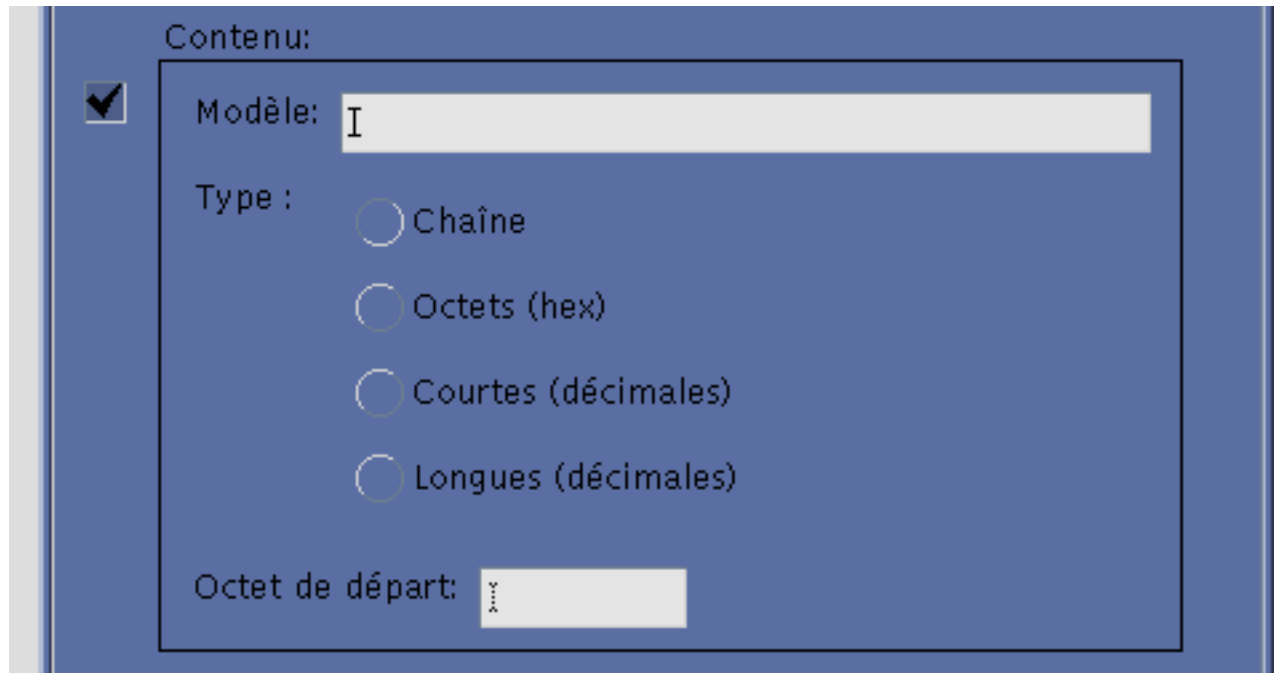 Contenu:
Modèle:
Type :
Chaîne
Octets (hex)
Courtes (décimales)
Longues (décimales)
Octet de départ: